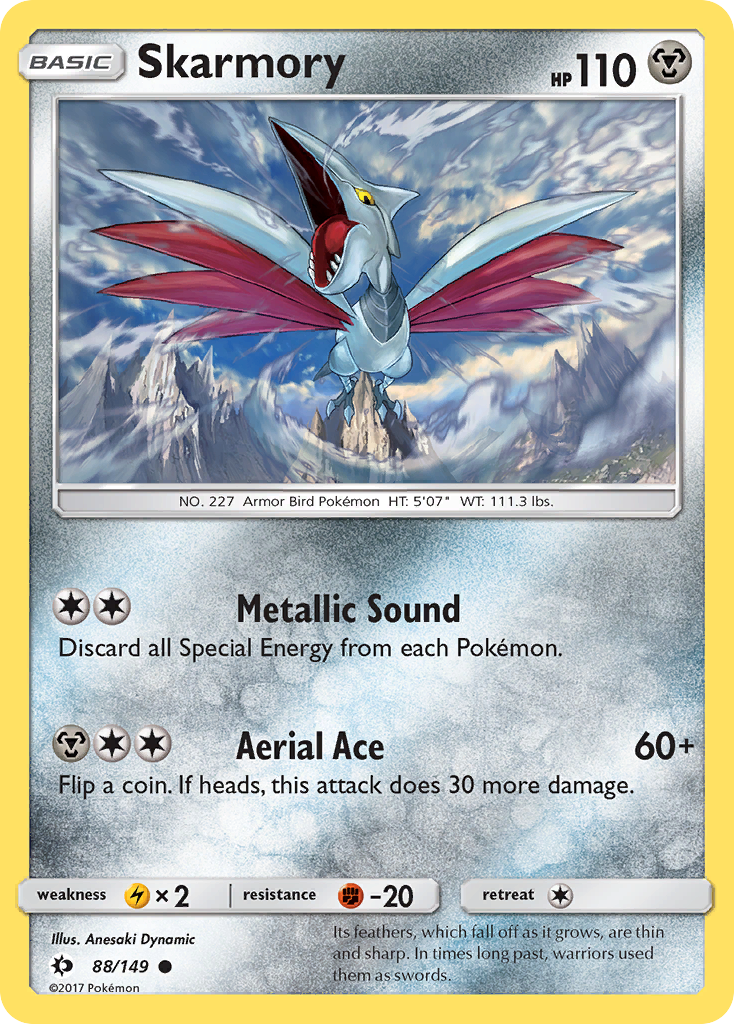 BASIC Skarmory HP 110
NO. 227 Armor Bird Pokémon HT: 5'07" WT: 111.3 lbs.
Metallic Sound
Discard all Special Energy from each Pokémon.
Aerial Ace 60+
Flip a coin. If heads, this attack does 30 more damage.
weakness × 2 resistance -20 retreat
Illus. Anesaki Dynamic
88/149
©2017 Pokémon
Its feathers, which fall off as it grows, are thin
and sharp. In times long past, warriors used
them as swords.